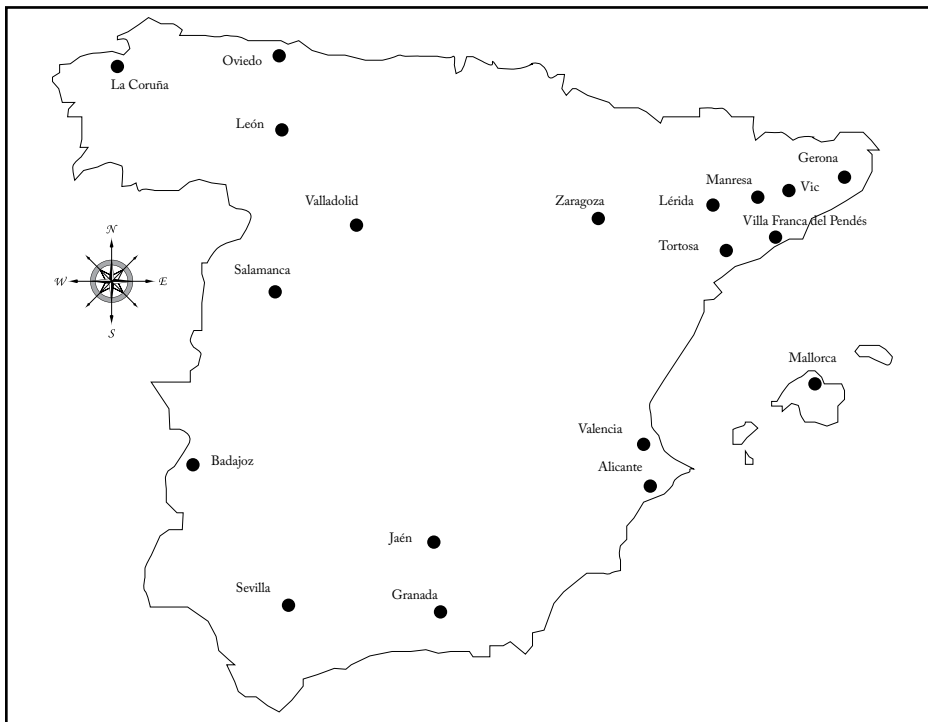 Oviedo
La Coruña
León
Gerona
Manresa
Vic
Valladolid
Zaragoza
Lérida
Villa Franca del Pendés
N
Tortosa
Salamanca
W
E
S
Mallorca
Valencia
Badajoz
Alicante
Jaén
Sevilla
Granada